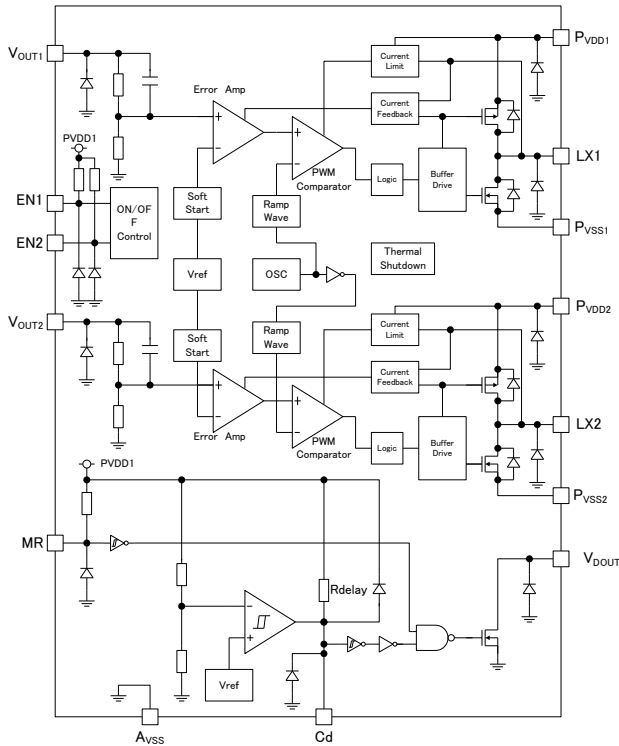 VOUT1
PVDD1
Current
Limit
Error Amp
Current
Feedback
PVDD1
LX1
PWM
Comparator
Logic
Buffer
Drive
EN1
ON/OF
F
Control
Soft
Start
Ramp
Wave
PVSS1
EN2
Vref
OSC
Thermal
Shutdown
PVDD2
VOUT2
Soft
Start
Ramp
Wave
Current
Limit
Current
Feedback
Error Amp
PWM
Comparator
Logic
Buffer
Drive
LX2
PVDD1
PVSS2
MR
VDOUT
Rdelay
Vref
AVSS
Cd